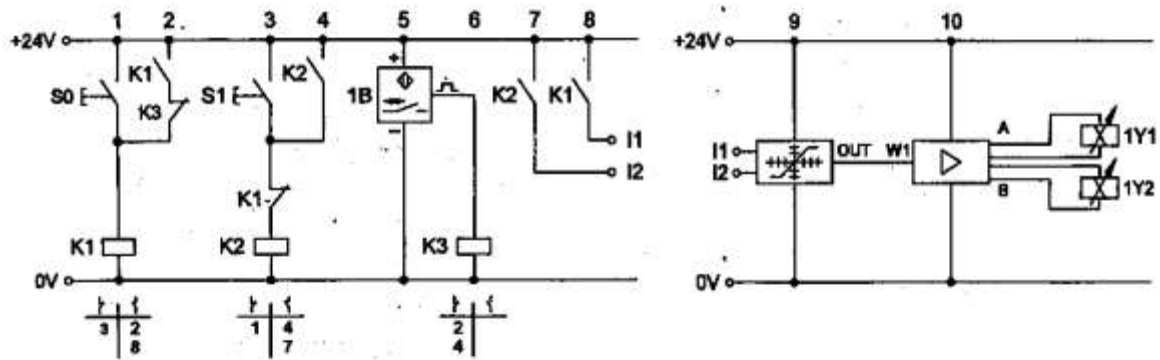 1 2 3 4 5 6 7 8 9 10
+24V +24V
K1 K2
S0 S1 1B K2 K1
K3
I1 I1 OUT W1 A 1Y1
I2 I2 B 1Y2
K1
K1 K2 K3
0V 0V
3 2 1 4 2
8 7 4